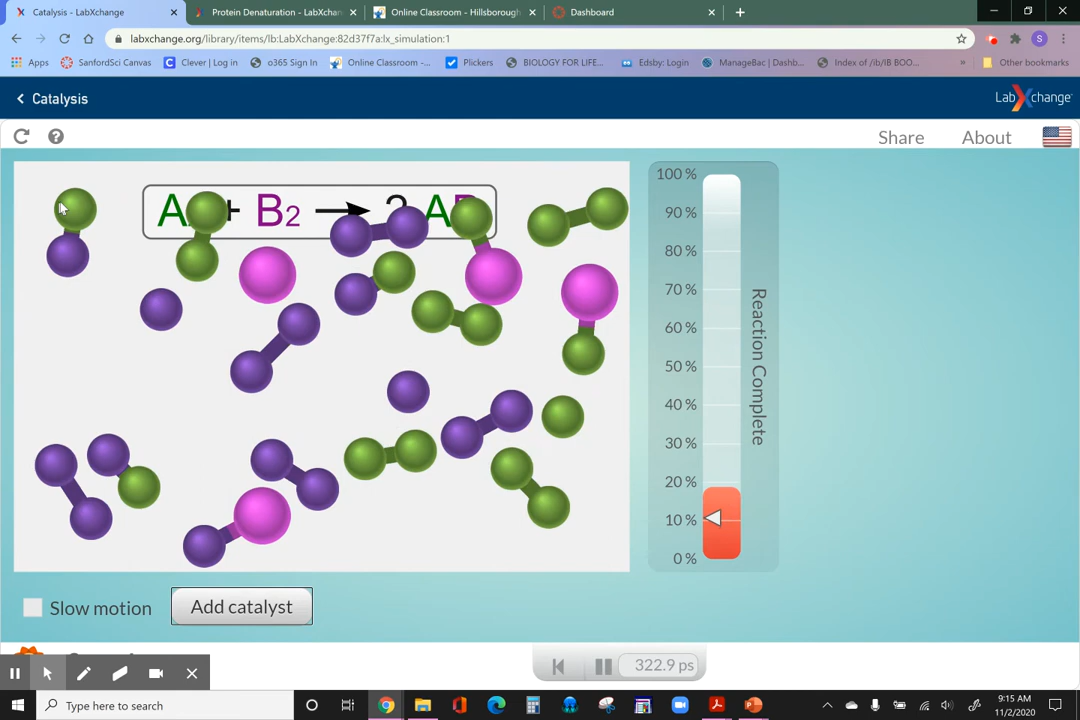 Catalysis - LabXchange
Protein Denaturation - LabXchan
Online Classroom - Hillsborough
Dashboard
labxchange.org/library/items/lb:LabXchange:82d37f7a:lx_simulation:1
S
Apps
SanfordSci Canvas
Clever | Log in
o365 Sign In
Online Classroom -...
Plickers
BIOLOGY FOR LIFE...
Edsby: Login
ManageBac | Dashb...
Index of /ib/IB BOO...
»
Other bookmarks
Catalysis
LabXchange
Share
About
A + B2 → 2 AB
100 %
90 %
80 %
70 %
60 %
50 %
40 %
30 %
20 %
10 %
0 %
Reaction Complete
Slow motion
Add catalyst
322.9 ps
Type here to search
9:15 AM
11/2/2020